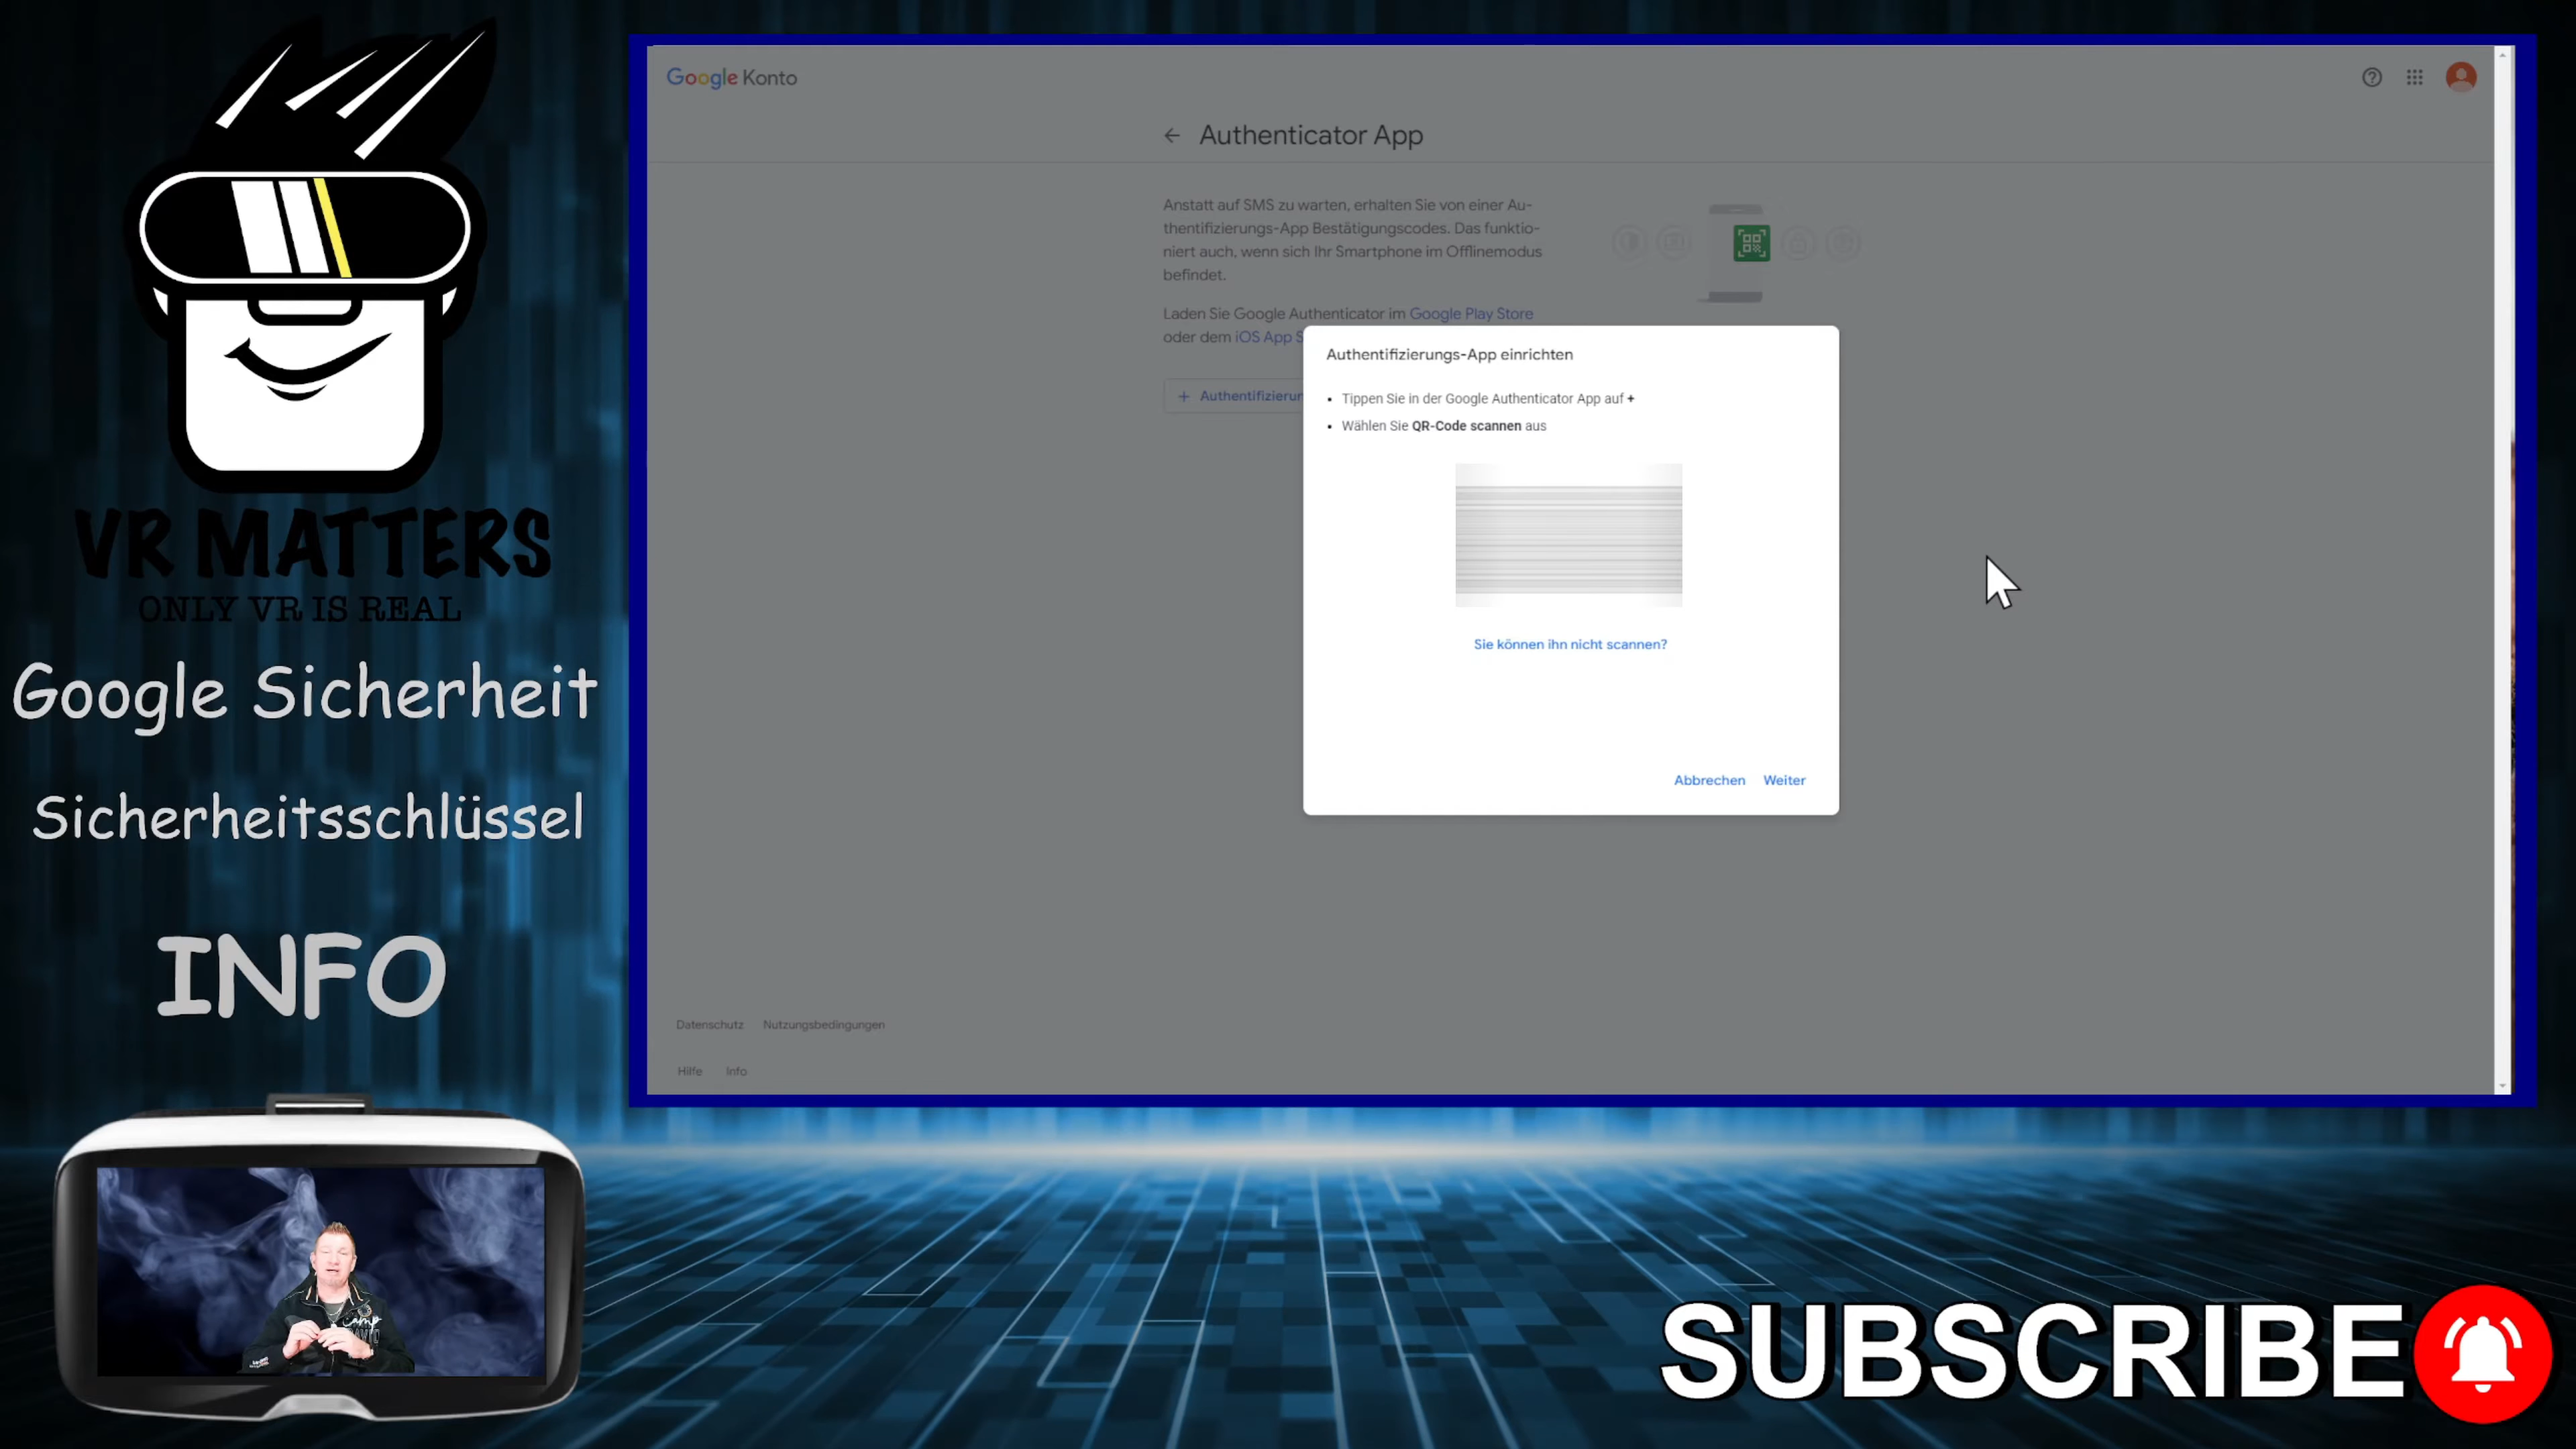 VR MATTERS
ONLY VR IS REAL
Google Sicherheit
Sicherheitsschlüssel
INFO
Google Konto
Authenticator App
Anstatt auf SMS zu warten, erhalten Sie von einer Au-
thentifizierungs-App Bestätigungscodes. Das funktio-
niert auch, wenn sich Ihr Smartphone im Offlinemodus
befindet.
Laden Sie Google Authenticator im Google Play Store
oder dem iOS App S
+ Authentifizierun
Authentifizierungs-App einrichten
Tippen Sie in der Google Authenticator App auf +
Wählen Sie QR-Code scannen aus
Sie können ihn nicht scannen?
Abbrechen Weiter
Datenschutz Nutzungsbedingungen
Hilfe Info
SUBSCRIBE